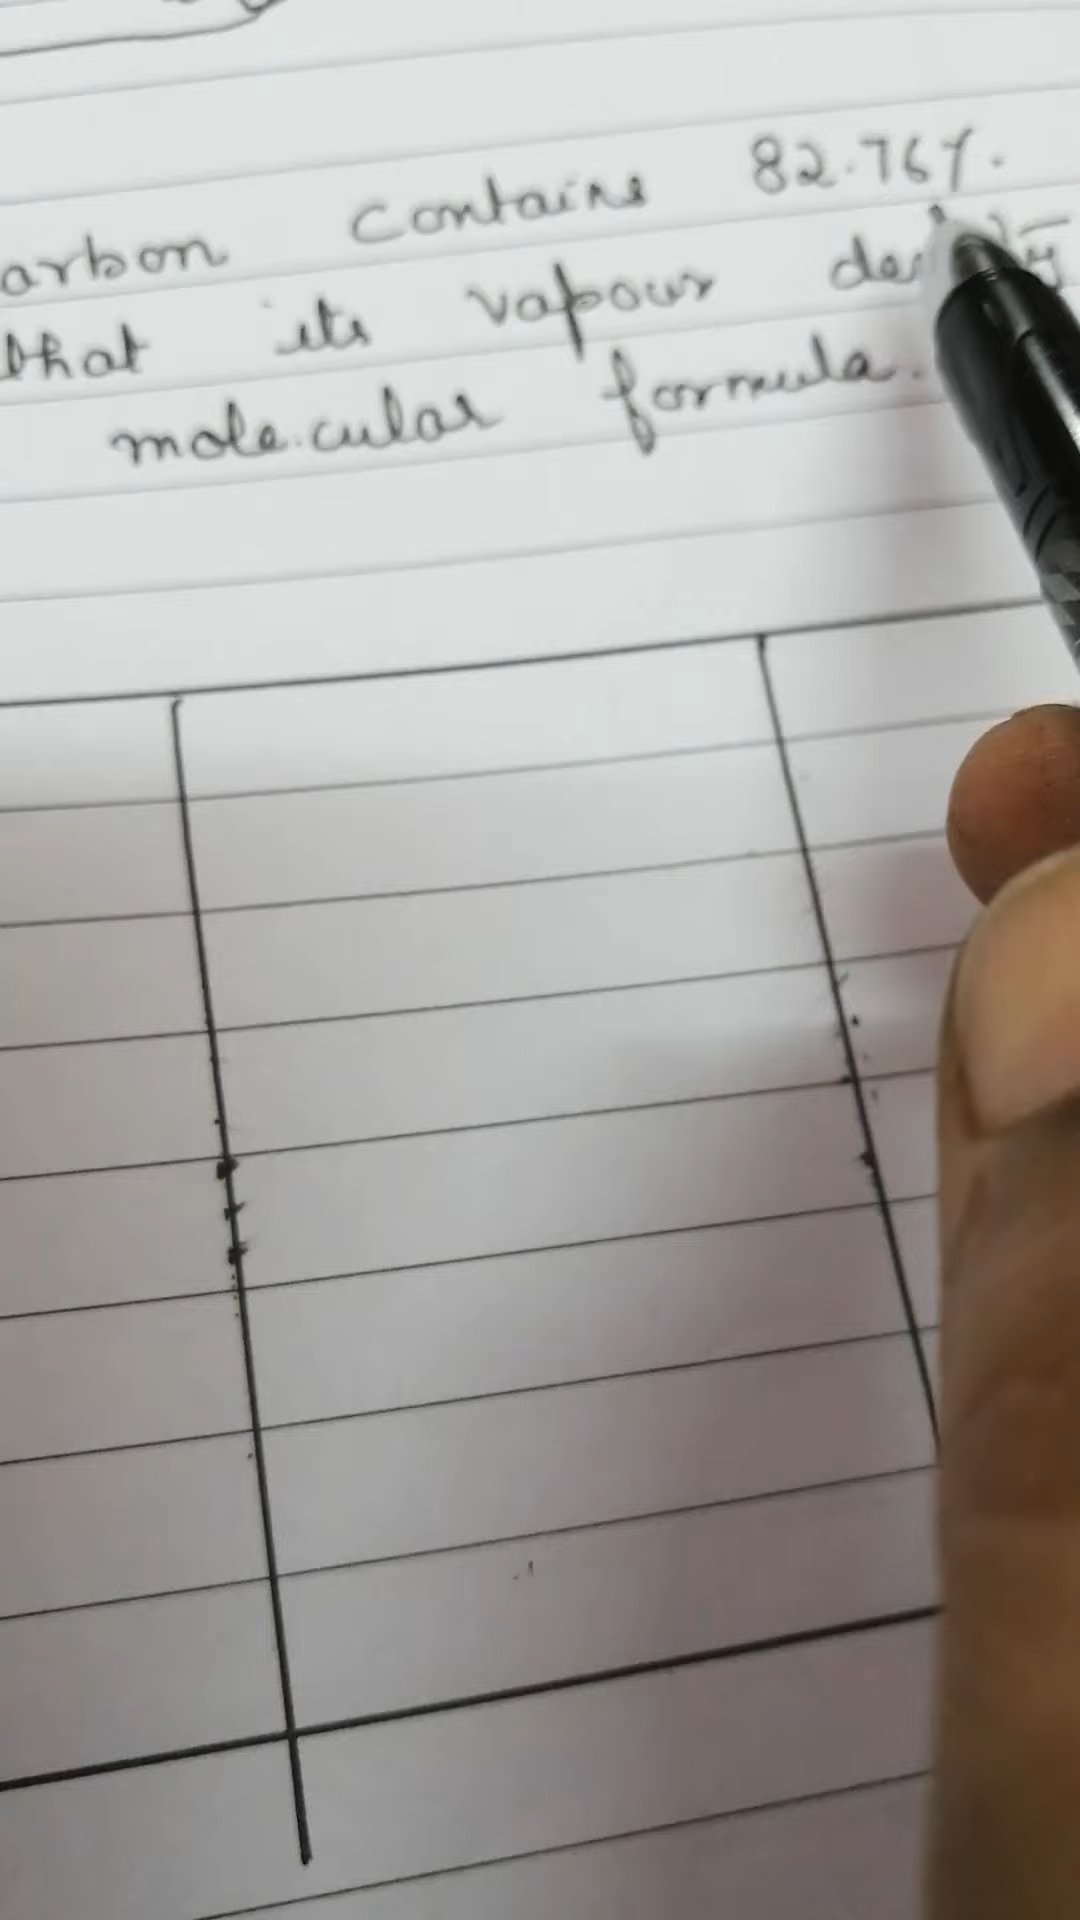 arbon contains 82.76%.
that its vapour
molecular formula.